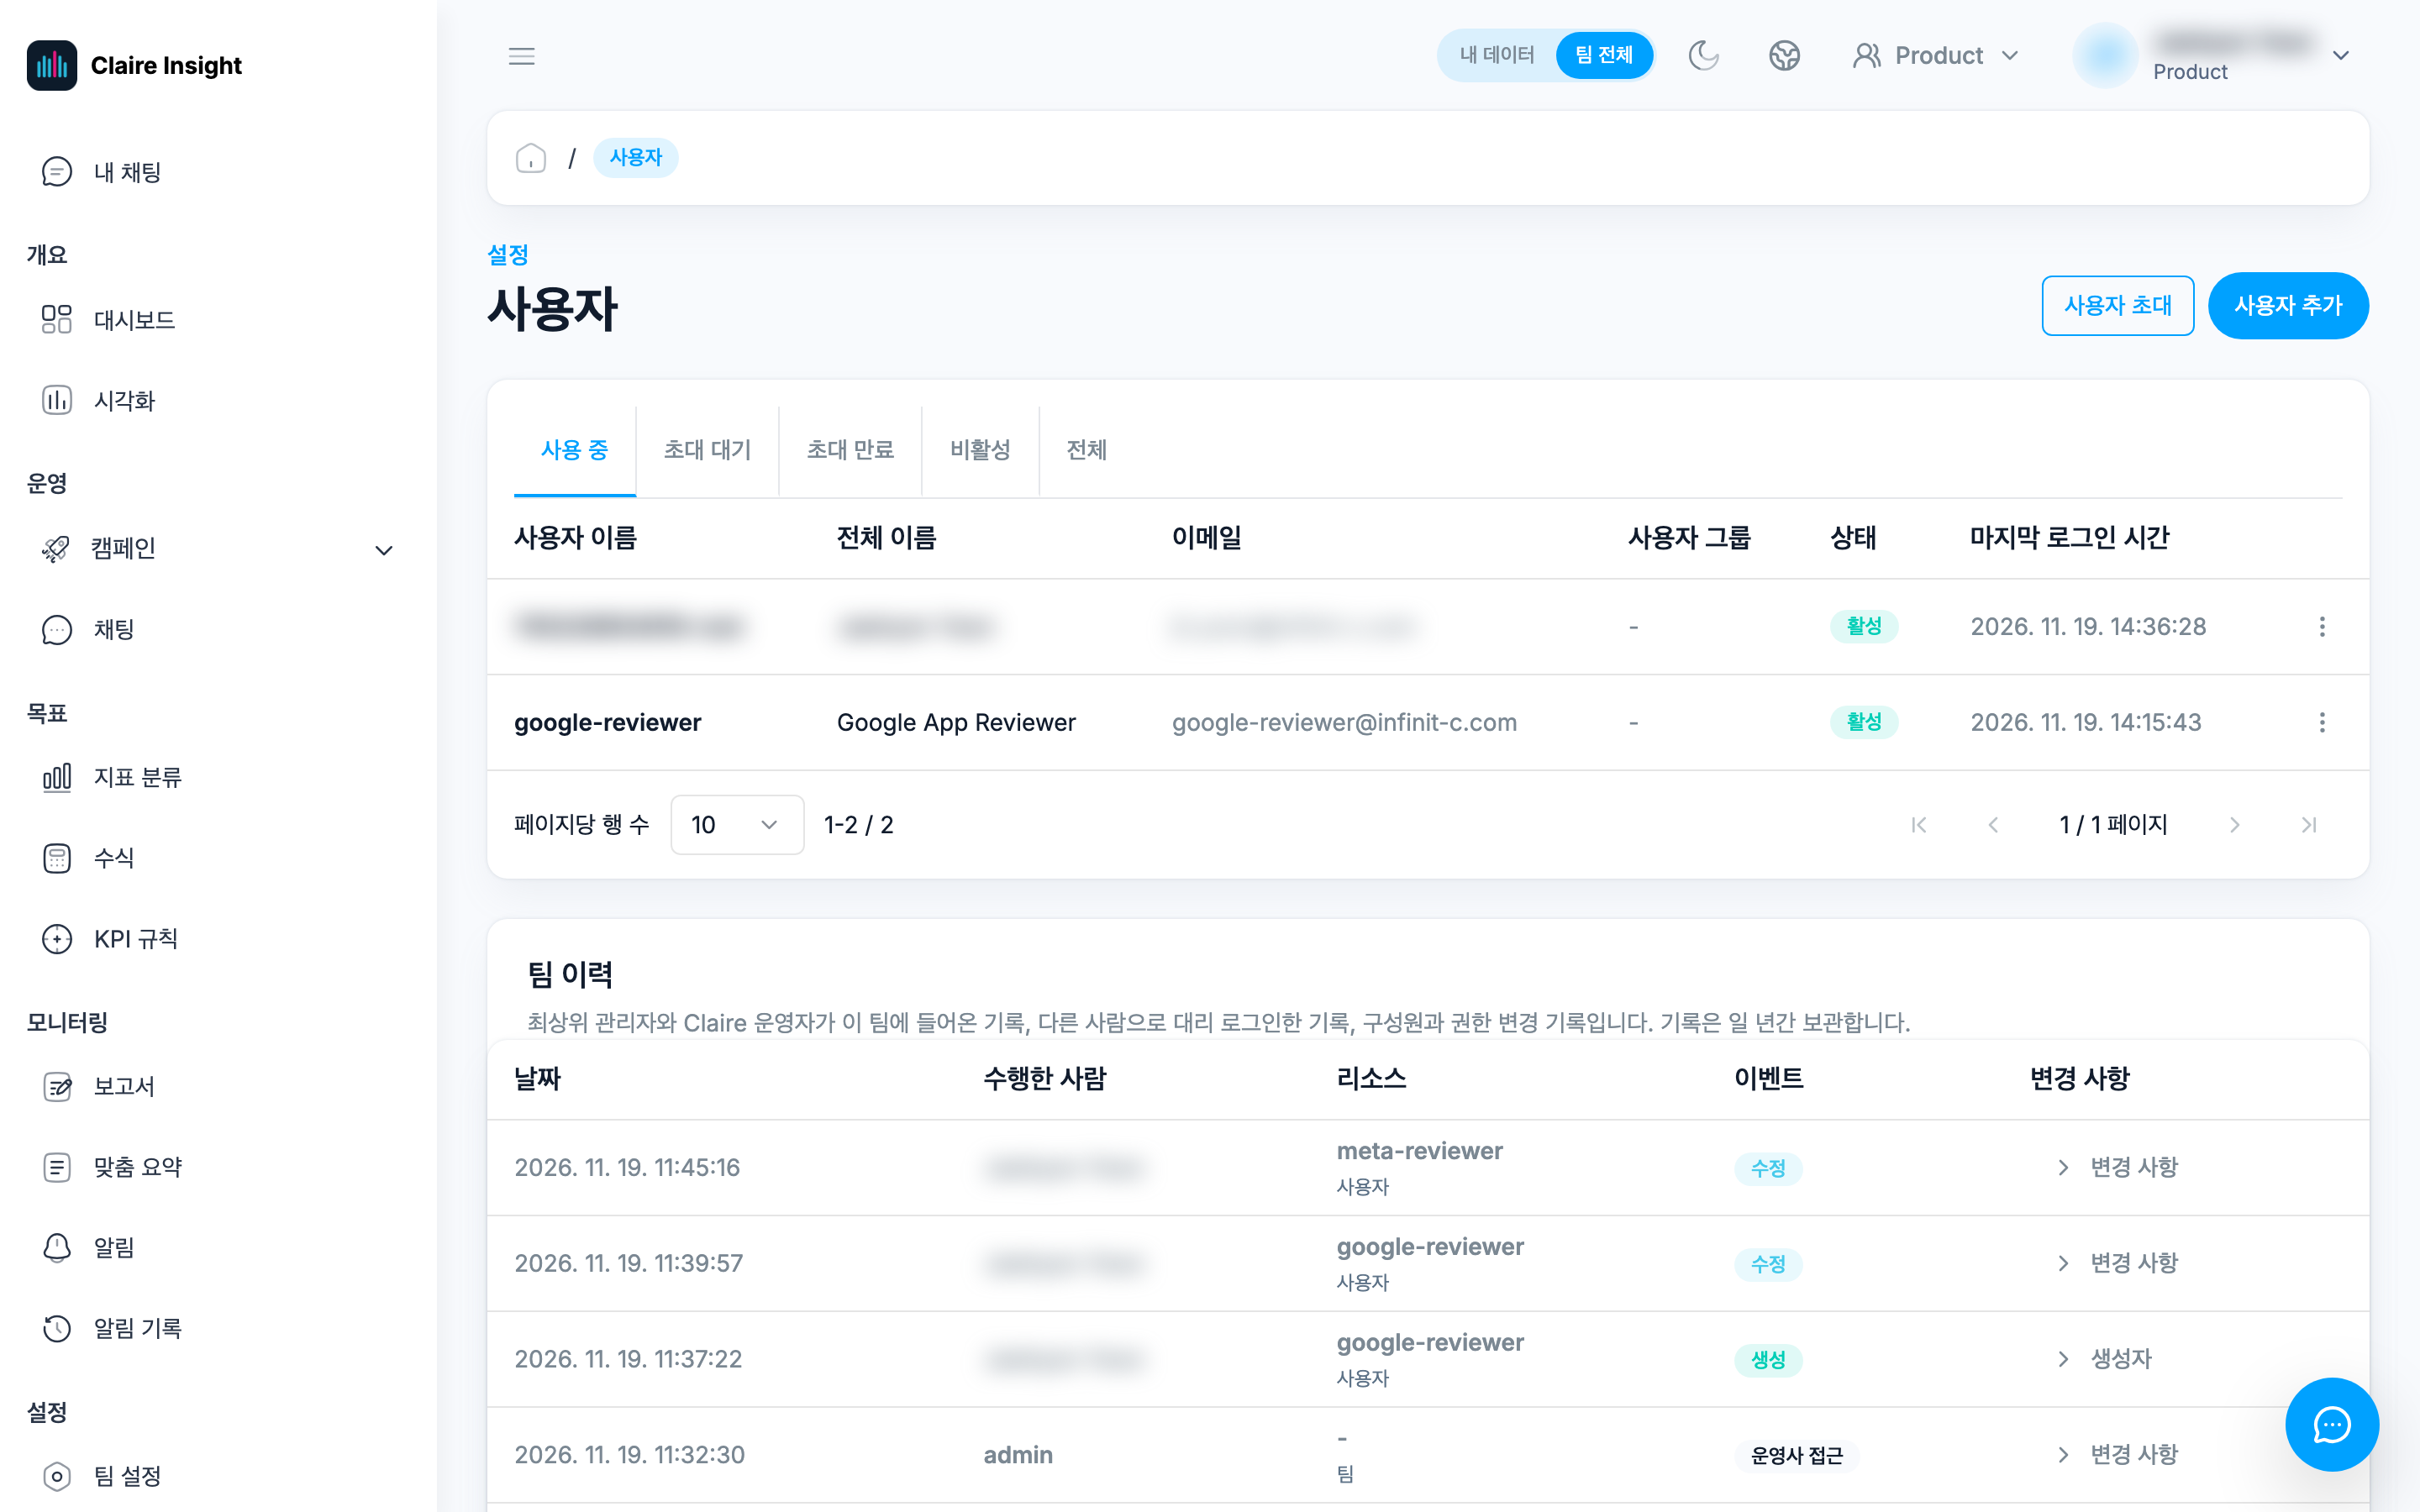 Claire Insight
내 채팅
개요
대시보드
시각화
운영
캠페인
채팅
목표
지표 분류
수식
KPI 규칙
모니터링
보고서
맞춤 요약
알림
알림 기록
설정
팀 설정
내 데이터 팀 전체 Product
Product
/ 사용자
설정
사용자
사용자 초대 사용자 추가
사용 중 초대 대기 초대 만료 비활성 전체
사용자 이름 전체 이름 이메일 사용자 그룹 상태 마지막 로그인 시간
- 활성 2026. 11. 19. 14:36:28
google-reviewer Google App Reviewer google-reviewer@infinit-c.com - 활성 2026. 11. 19. 14:15:43
페이지당 행 수 10 1-2 / 2 1 / 1 페이지
팀 이력
최상위 관리자와 Claire 운영자가 이 팀에 들어온 기록, 다른 사람으로 대리 로그인한 기록, 구성원과 권한 변경 기록입니다. 기록은 일 년간 보관합니다.
날짜 수행한 사람 리소스 이벤트 변경 사항
2026. 11. 19. 11:45:16 meta-reviewer 수정 변경 사항
사용자
2026. 11. 19. 11:39:57 google-reviewer 수정 변경 사항
사용자
2026. 11. 19. 11:37:22 google-reviewer 생성 생성자
사용자
2026. 11. 19. 11:32:30 admin - 운영사 접근 변경 사항
팀